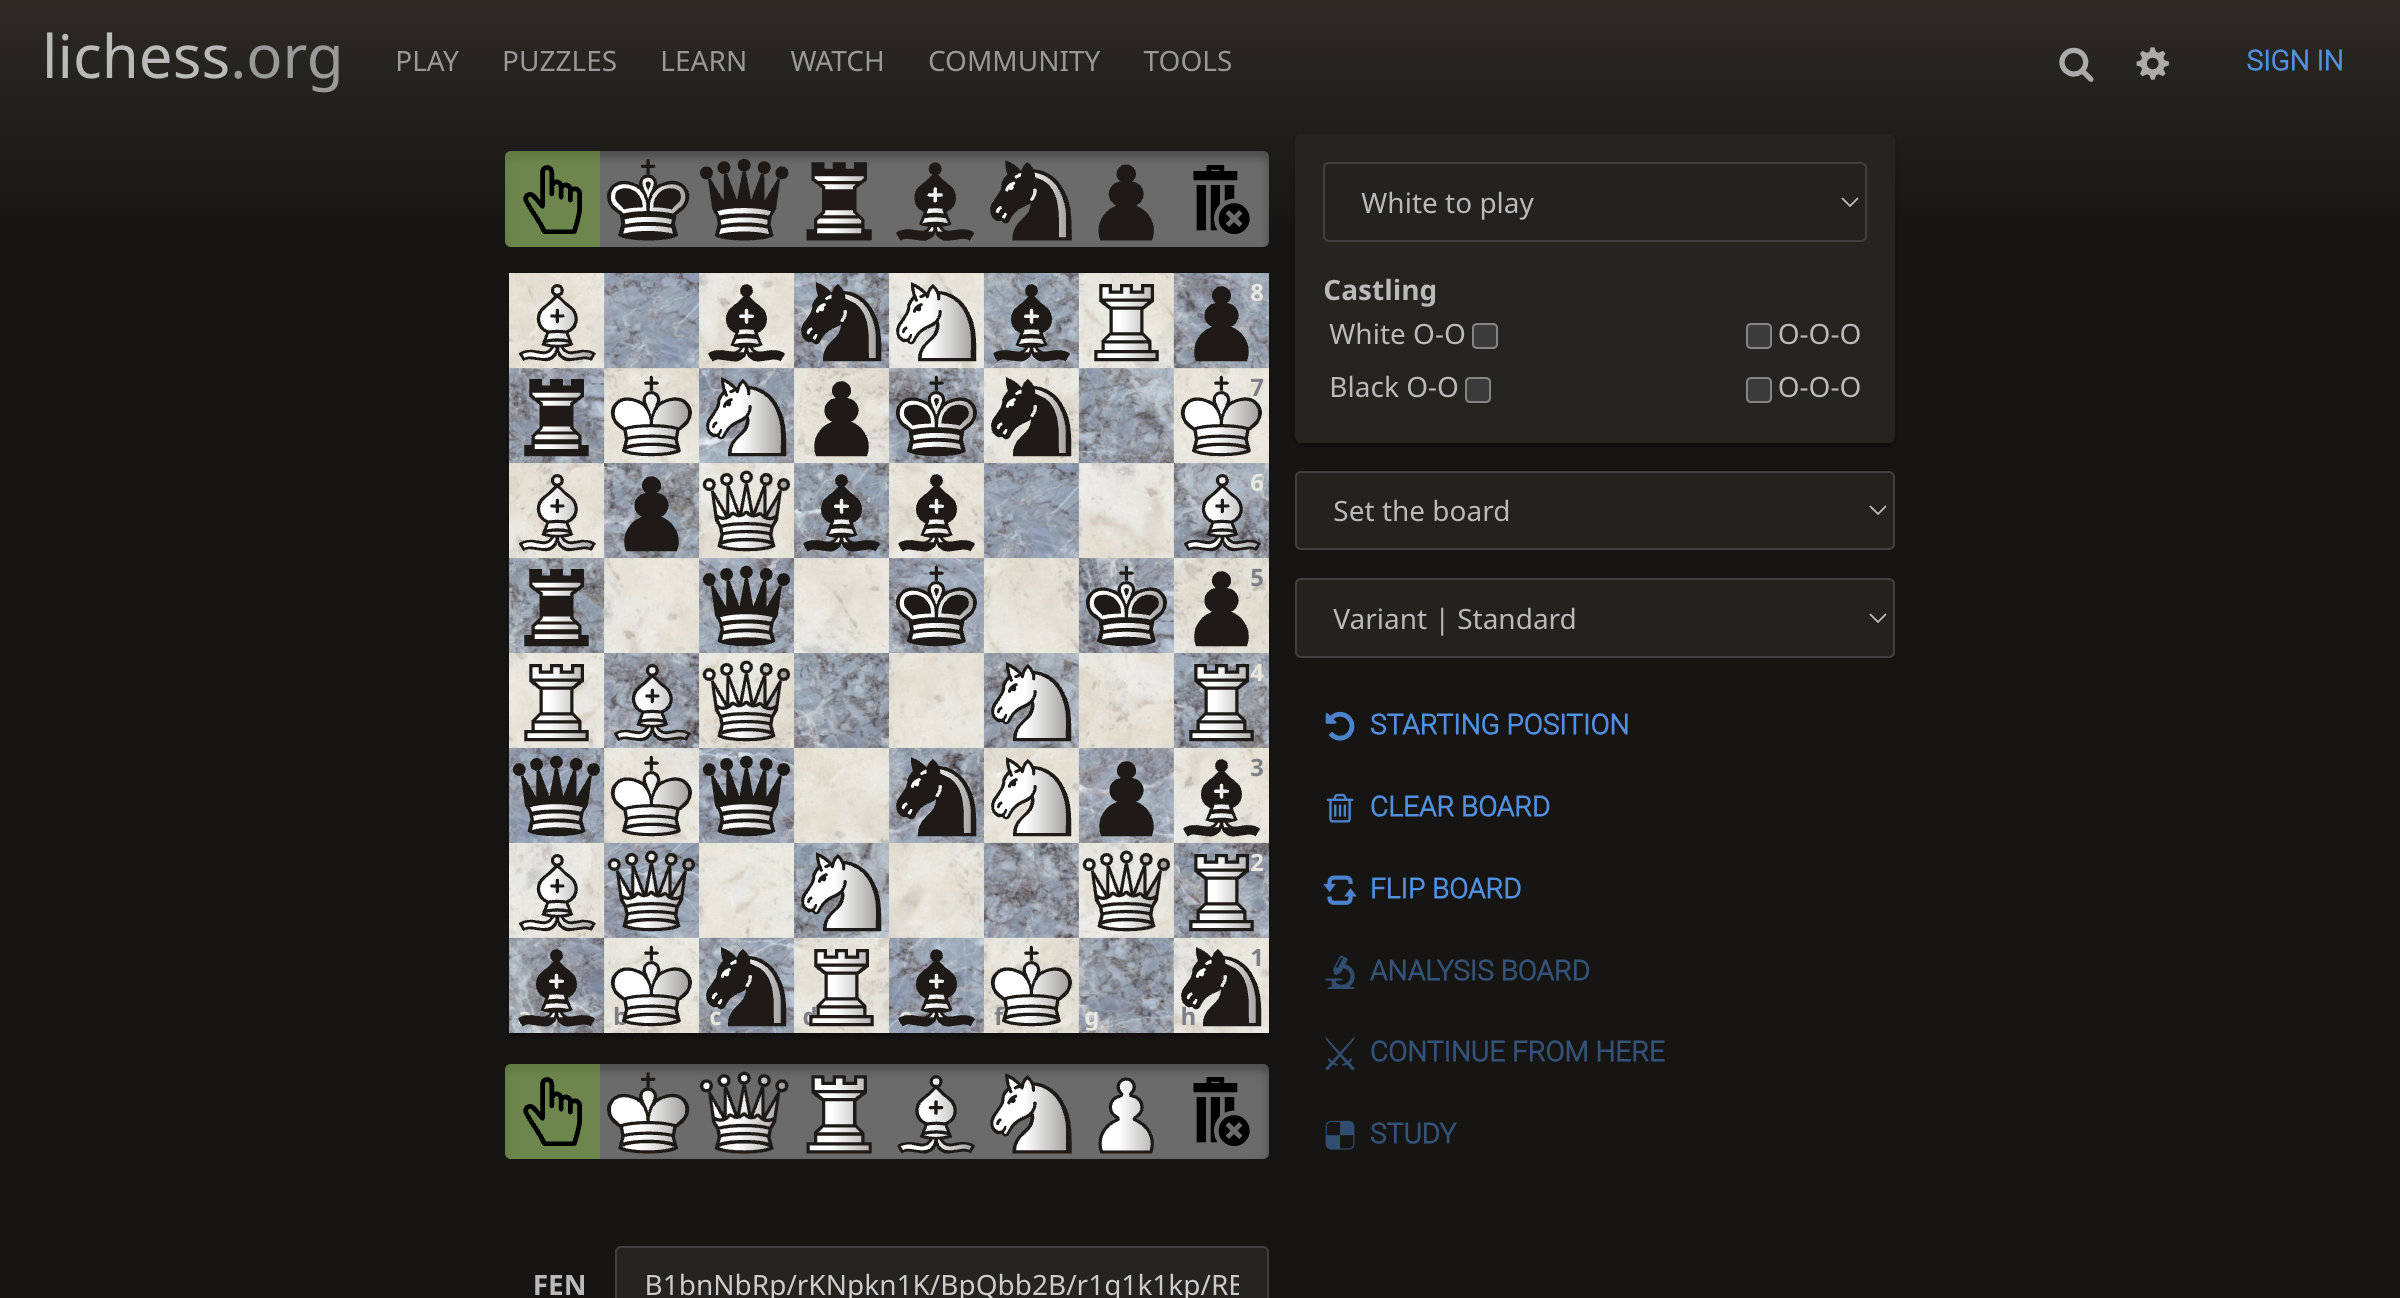 lichess.org PLAY PUZZLES LEARN WATCH COMMUNITY TOOLS SIGN IN
White to play
Castling
White O-O O-O-O
Black O-O O-O-O
Set the board
Variant | Standard
STARTING POSITION
CLEAR BOARD
FLIP BOARD
ANALYSIS BOARD
CONTINUE FROM HERE
STUDY
8
7
6
5
4
3
2
1
b c d f g h
FEN B1bnNbRp/rKNpkn1K/BpQbb2B/r1q1k1kp/RE